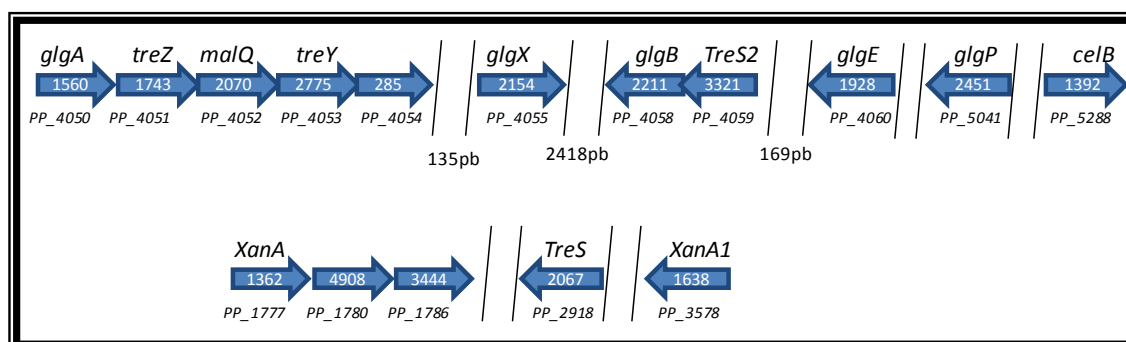 glgA treZ malQ treY glgX glgB TreS2 glgE glgP celB
1560 1743 2070 2775 285 2154 2211 3321 1928 2451 1392
PP_4050 PP_4051 PP_4052 PP_4053 PP_4054 PP_4055 PP_4058 PP_4059 PP_4060 PP_5041 PP_5288
135pb 2418pb 169pb
XanA TreS XanA1
1362 4908 3444 2067 1638
PP_1777 PP_1780 PP_1786 PP_2918 PP_3578